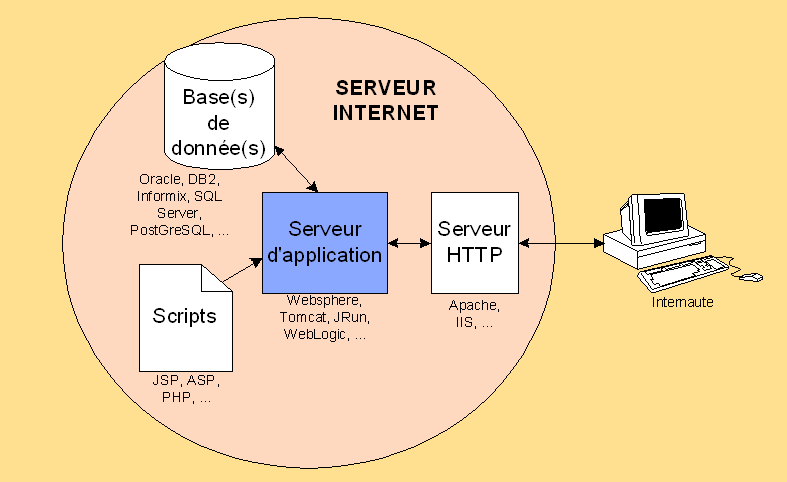 SERVEUR
INTERNET
Base(s)
de
donnée(s)
Oracle, DB2,
Informix, SQL
Server,
PostGreSQL, ...
Serveur
d'application
Websphere,
Tomcat, JRun,
WebLogic, ...
Serveur
HTTP
Apache,
IIS, ...
Internaute
Scripts
JSP, ASP,
PHP, ...